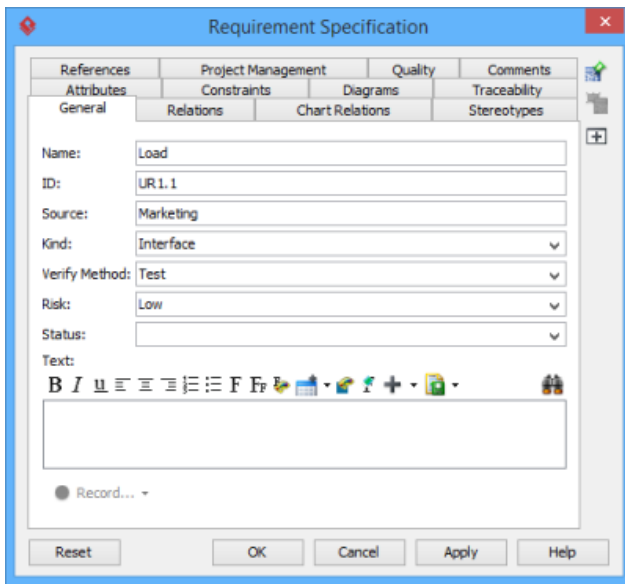 Requirement Specification
References Project Management Quality Comments
Attributes Constraints Diagrams Traceability
General Relations Chart Relations Stereotypes
Name: Load
ID: UR1.1
Source: Marketing
Kind: Interface
Verify Method: Test
Risk: Low
Status:
Text:
B I u F FF
Record...
Reset OK Cancel Apply Help